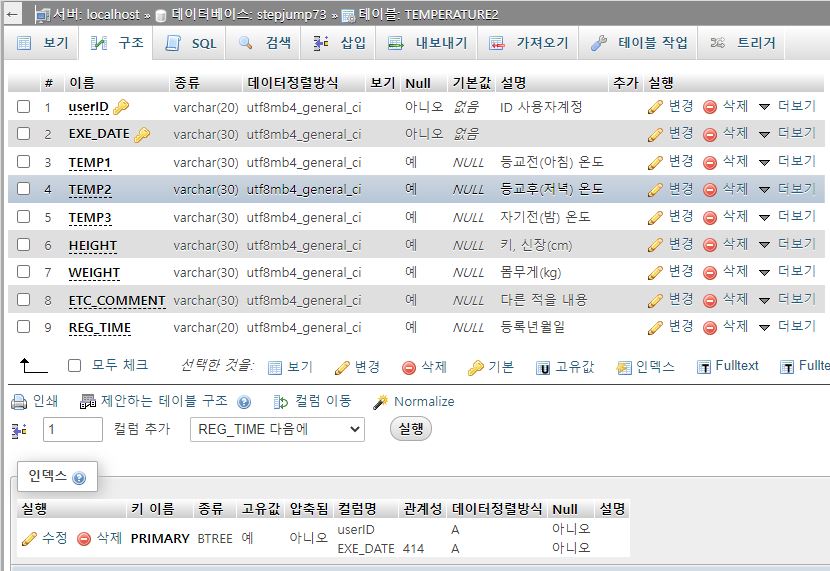 서버: localhost » 데이터베이스: stepjump73 » 테이블: TEMPERATURE2
보기 구조 SQL 검색 삽입 내보내기 가져오기 테이블 작업 트리거
# 이름 종류 데이터정렬방식 보기 Null 기본값 설명 추가 실행
1 userID varchar(20) utf8mb4_general_ci 아니오 없음 ID 사용자계정 변경 삭제 더보기
2 EXE_DATE varchar(30) utf8mb4_general_ci 아니오 없음 변경 삭제 더보기
3 TEMP1 varchar(30) utf8mb4_general_ci 예 NULL 등교전(아침) 온도 변경 삭제 더보기
4 TEMP2 varchar(30) utf8mb4_general_ci 예 NULL 등교후(저녁) 온도 변경 삭제 더보기
5 TEMP3 varchar(30) utf8mb4_general_ci 예 NULL 자기전(밤) 온도 변경 삭제 더보기
6 HEIGHT varchar(30) utf8mb4_general_ci 예 NULL 키, 신장(cm) 변경 삭제 더보기
7 WEIGHT varchar(30) utf8mb4_general_ci 예 NULL 몸무게(kg) 변경 삭제 더보기
8 ETC_COMMENT varchar(30) utf8mb4_general_ci 예 NULL 다른 적을 내용 변경 삭제 더보기
9 REG_TIME varchar(20) utf8mb4_general_ci 예 NULL 등록년월일 변경 삭제 더보기
모두 체크 선택한 것을: 보기 변경 삭제 기본 고유값 인덱스 Fulltext Fullte
인쇄 제안하는 테이블 구조 컬럼 이동 Normalize
1 컬럼 추가 REG_TIME 다음에 실행
인덱스
실행 키 이름 종류 고유값 압축됨 컬럼명 관계성 데이터정렬방식 Null 설명
수정 삭제 PRIMARY BTREE 예 아니오 userID A 아니오
EXE_DATE 414 A 아니오